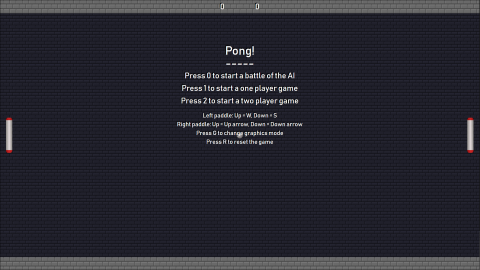 0 0
Pong!
-----
Press 0 to start a battle of the AI
Press 1 to start a one player game
Press 2 to start a two player game
Left paddle: Up = W, Down = S
Right paddle: Up = Up arrow, Down = Down arrow
Press G to change graphics mode
Press R to reset the game